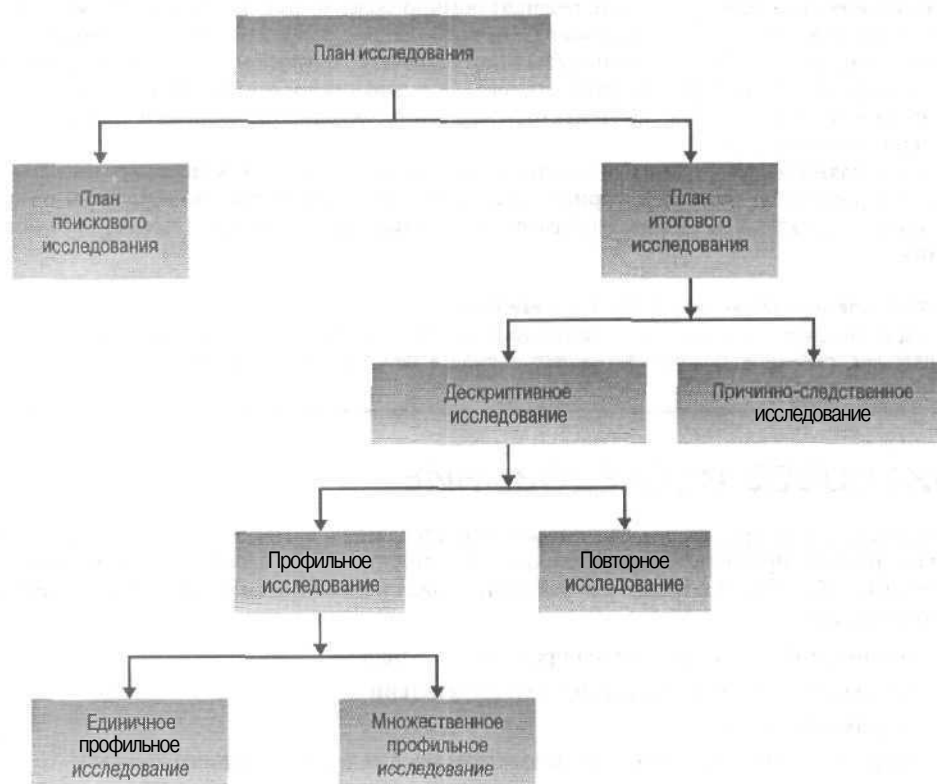 План исследования
План
поискового
исследования
План
итогового
исследования
Дескриптивное
исследование
Причинно-следственное
исследование
Профильное
исследование
Повторное
исследование
Единичное
профильное
исследование
Множественное
профильное
исследование